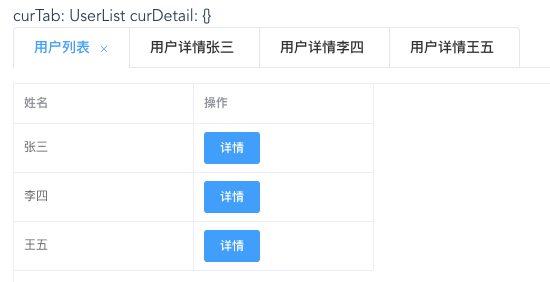 curTab: UserList curDetail: {}
用户列表 × 用户详情张三 用户详情李四 用户详情王五
姓名 操作
张三 详情
李四 详情
王五 详情